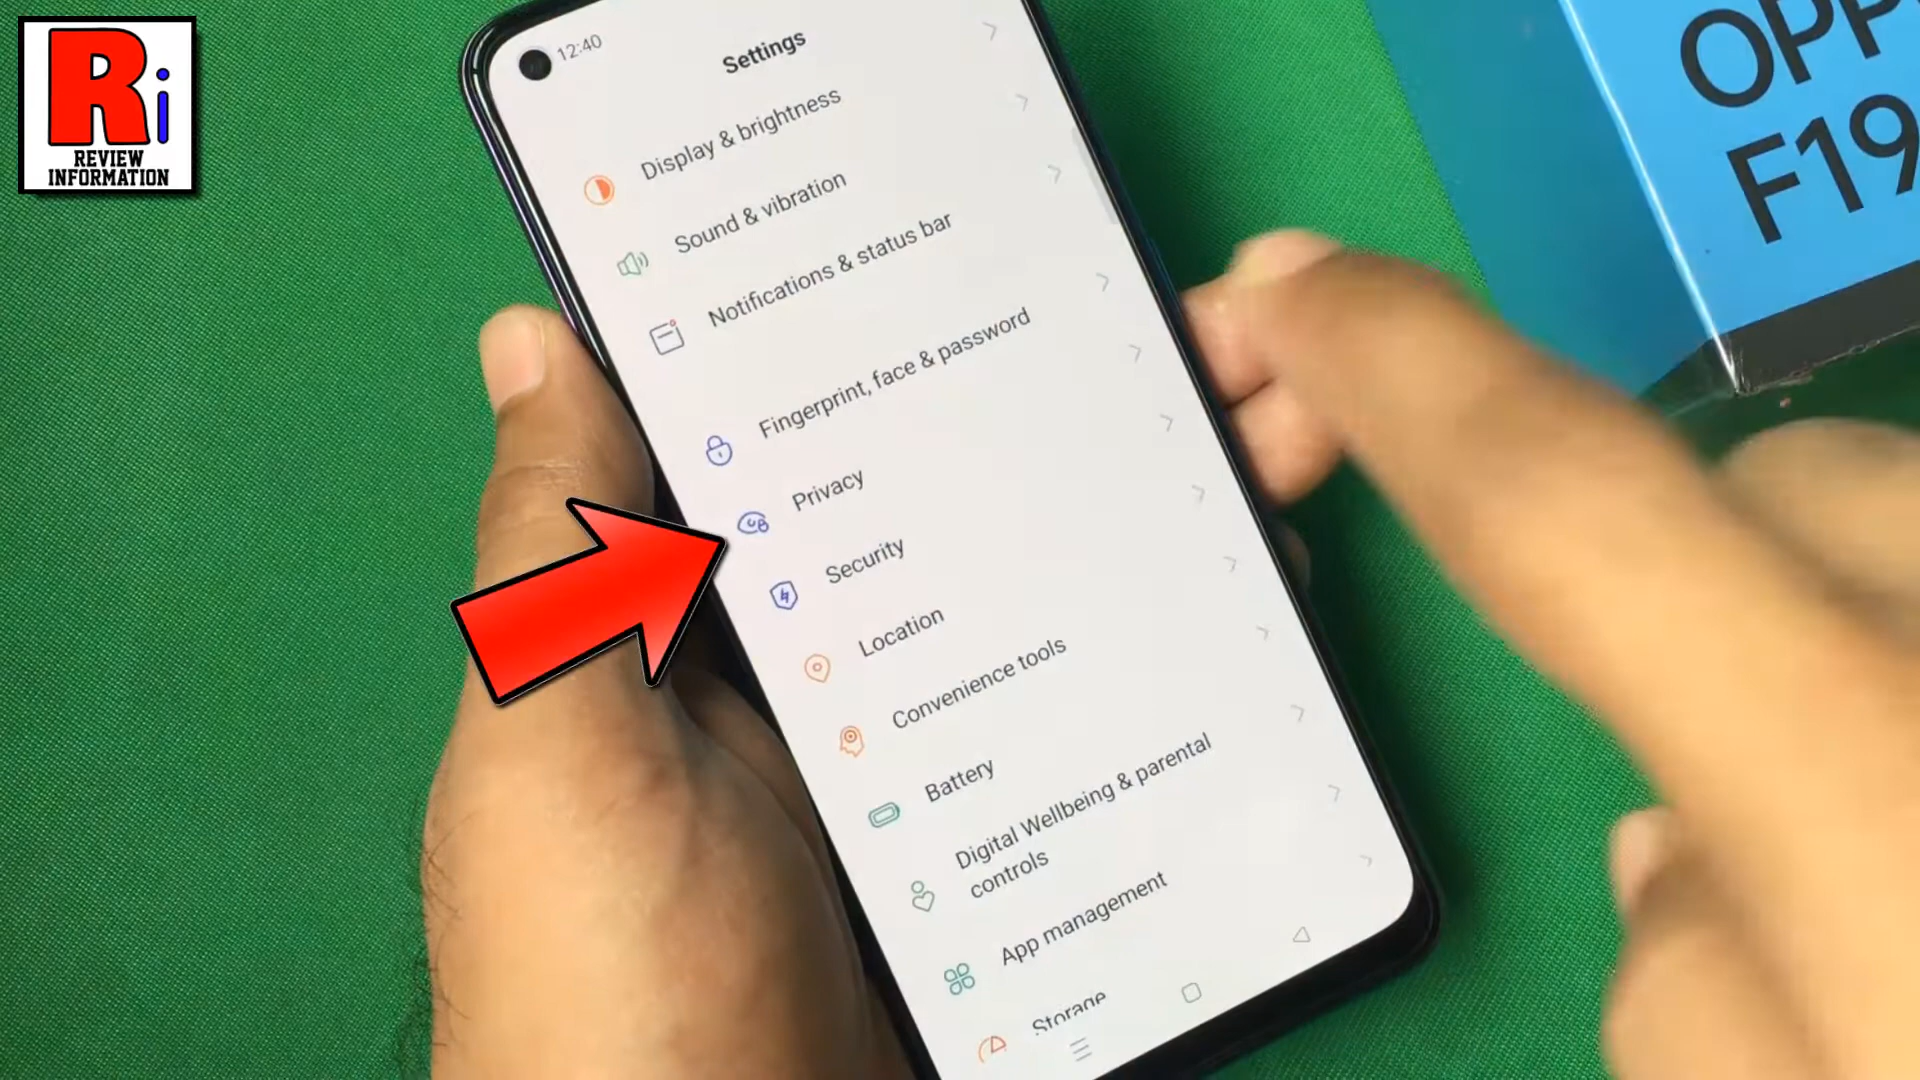 Ri
REVIEW
INFORMATION
12:40
Settings
Display & brightness
Sound & vibration
Notifications & status bar
Fingerprint, face & password
Privacy
Security
Location
Convenience tools
Battery
Digital Wellbeing & parental
controls
App management
Storage
F19